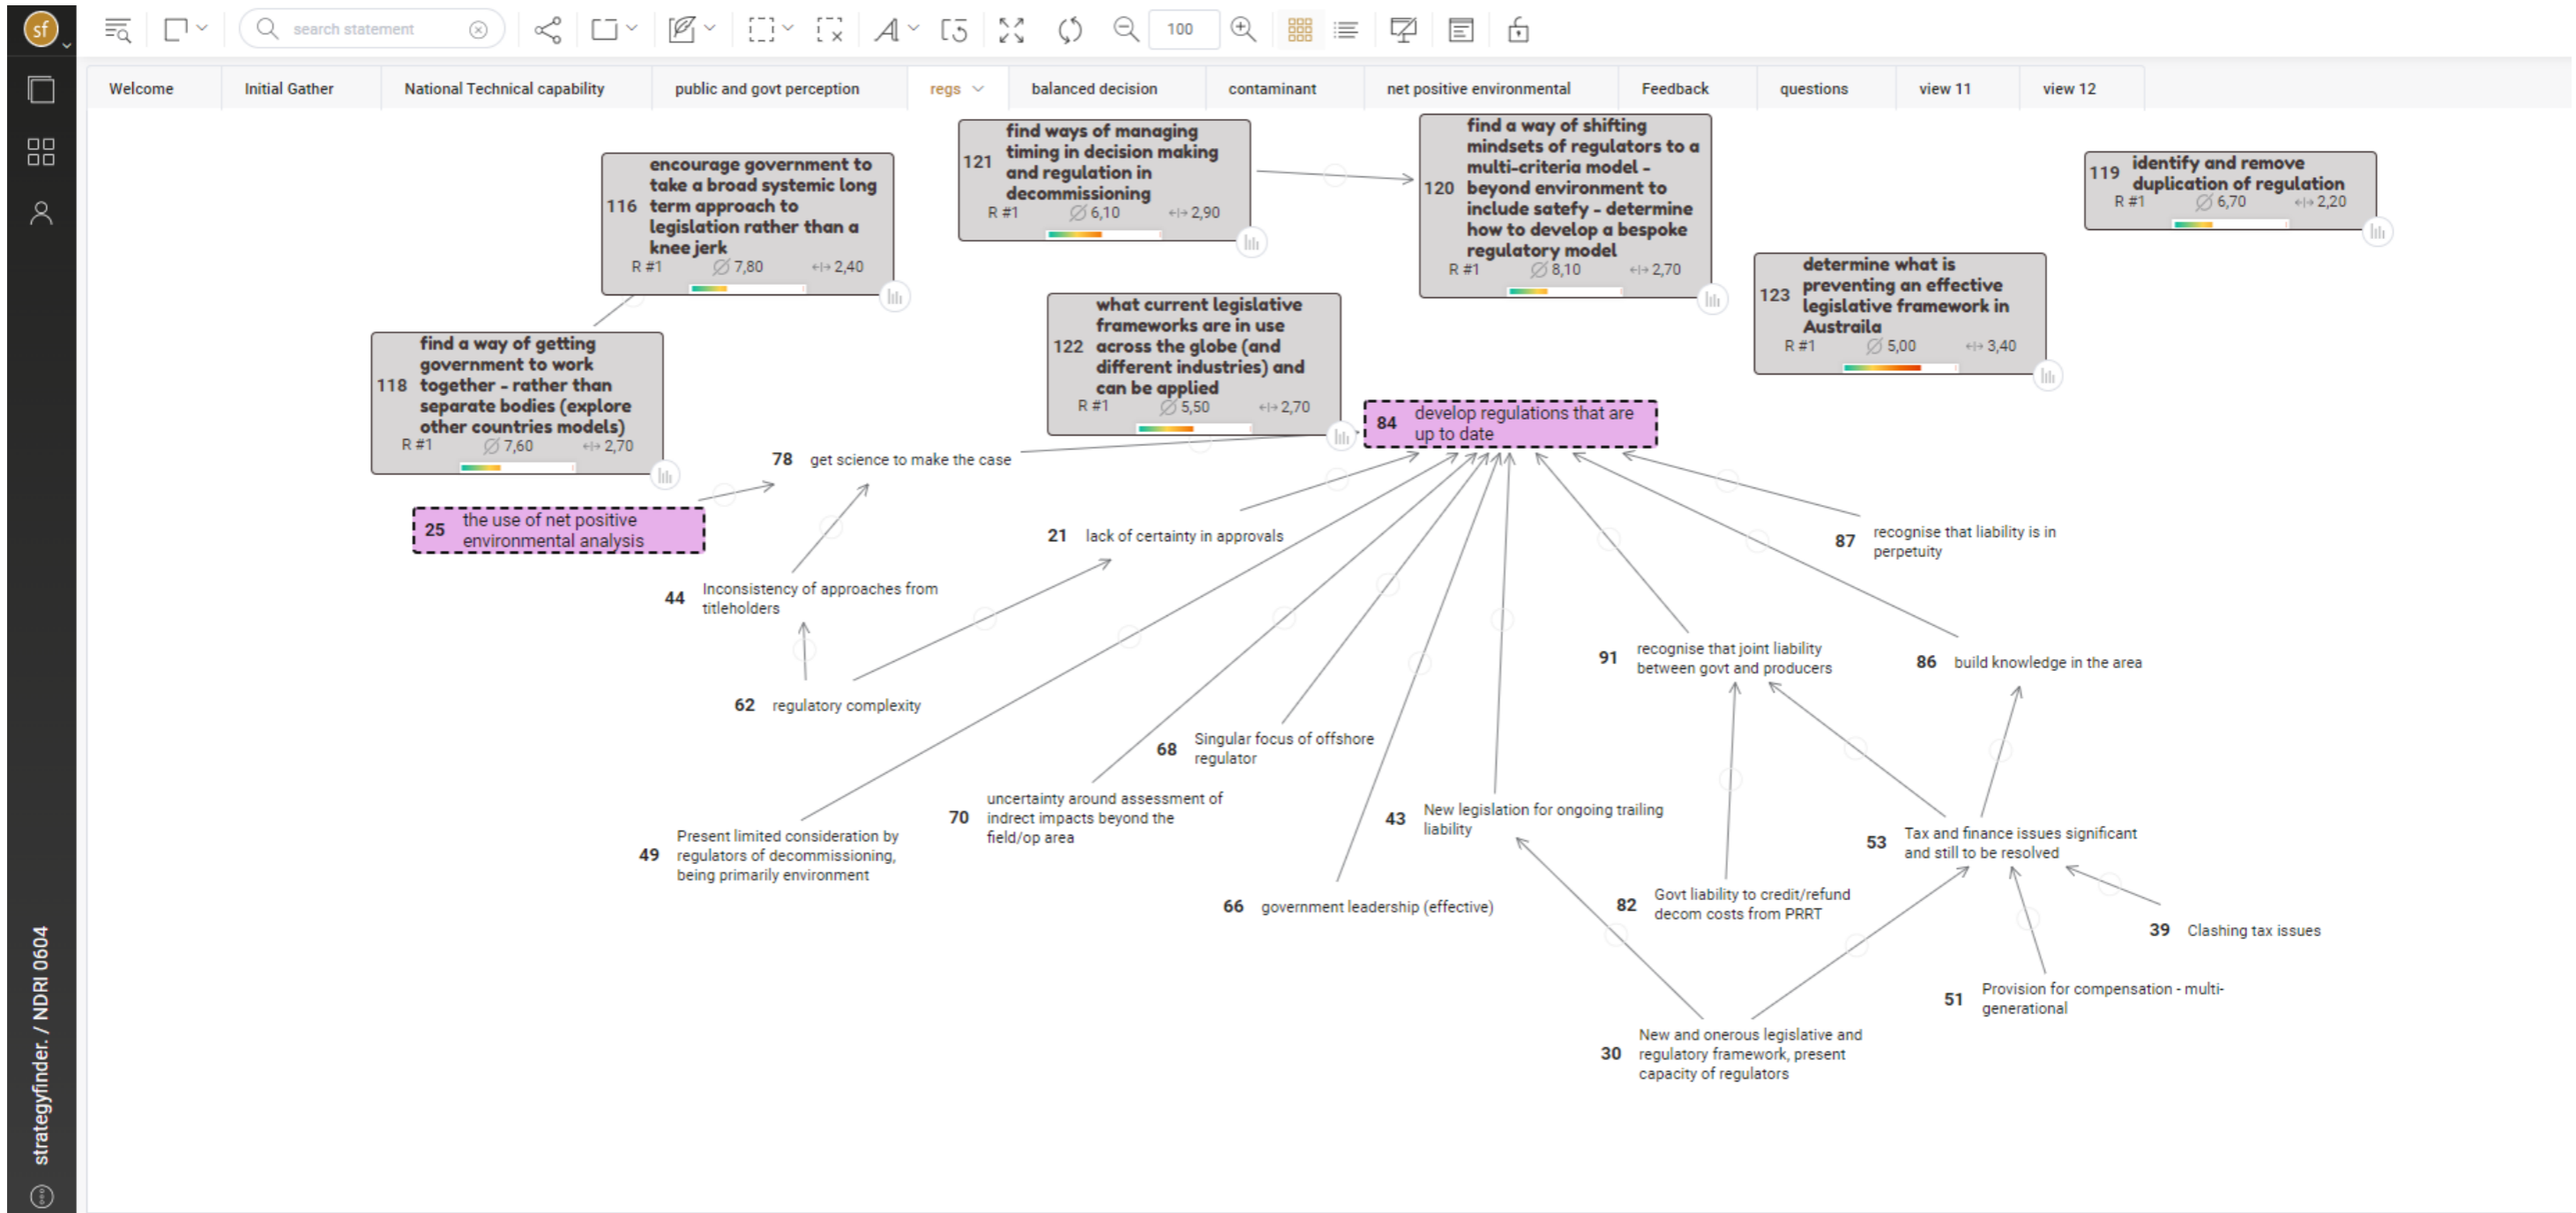 sf
search statement
100
Welcome
Initial Gather
National Technical capability
public and govt perception
regs
balanced decision
contaminant
net positive environmental
Feedback
questions
view 11
view 12
116
encourage government to
take a broad systemic long
term approach to
legislation rather than a
knee jerk
R #1 ∅ 7,80 2,40
121
find ways of managing
timing in decision making
and regulation in
decommissioning
R #1 ∅ 6,10 2,90
120
find a way of shifting
mindsets of regulators to a
multi-criteria model -
beyond environment to
include satefy - determine
how to develop a bespoke
regulatory model
R #1 ∅ 8,10 2,70
119
identify and remove
duplication of regulation
R #1 ∅ 6,70 2,20
123
determine what is
preventing an effective
legislative framework in
Austraila
R #1 ∅ 5,00 3,40
118
find a way of getting
government to work
together - rather than
separate bodies (explore
other countries models)
R #1 ∅ 7,60 2,70
122
what current legislative
frameworks are in use
across the globe (and
different industries) and
can be applied
R #1 ∅ 5,50 2,70
84
develop regulations that are
up to date
78 get science to make the case
25
the use of net positive
environmental analysis
21 lack of certainty in approvals
87
recognise that liability is in
perpetuity
44
Inconsistency of approaches from
titleholders
91
recognise that joint liability
between govt and producers
86 build knowledge in the area
62 regulatory complexity
68
Singular focus of offshore
regulator
70
uncertainty around assessment of
indirect impacts beyond the
field/op area
43
New legislation for ongoing trailing
liability
53
Tax and finance issues significant
and still to be resolved
49
Present limited consideration by
regulators of decommissioning,
being primarily environment
66 government leadership (effective)
82
Govt liability to credit/refund
decom costs from PRRT
39 Clashing tax issues
51
Provision for compensation - multi-
generational
30
New and onerous legislative and
regulatory framework, present
capacity of regulators
strategyfinder. / NDRI 0604